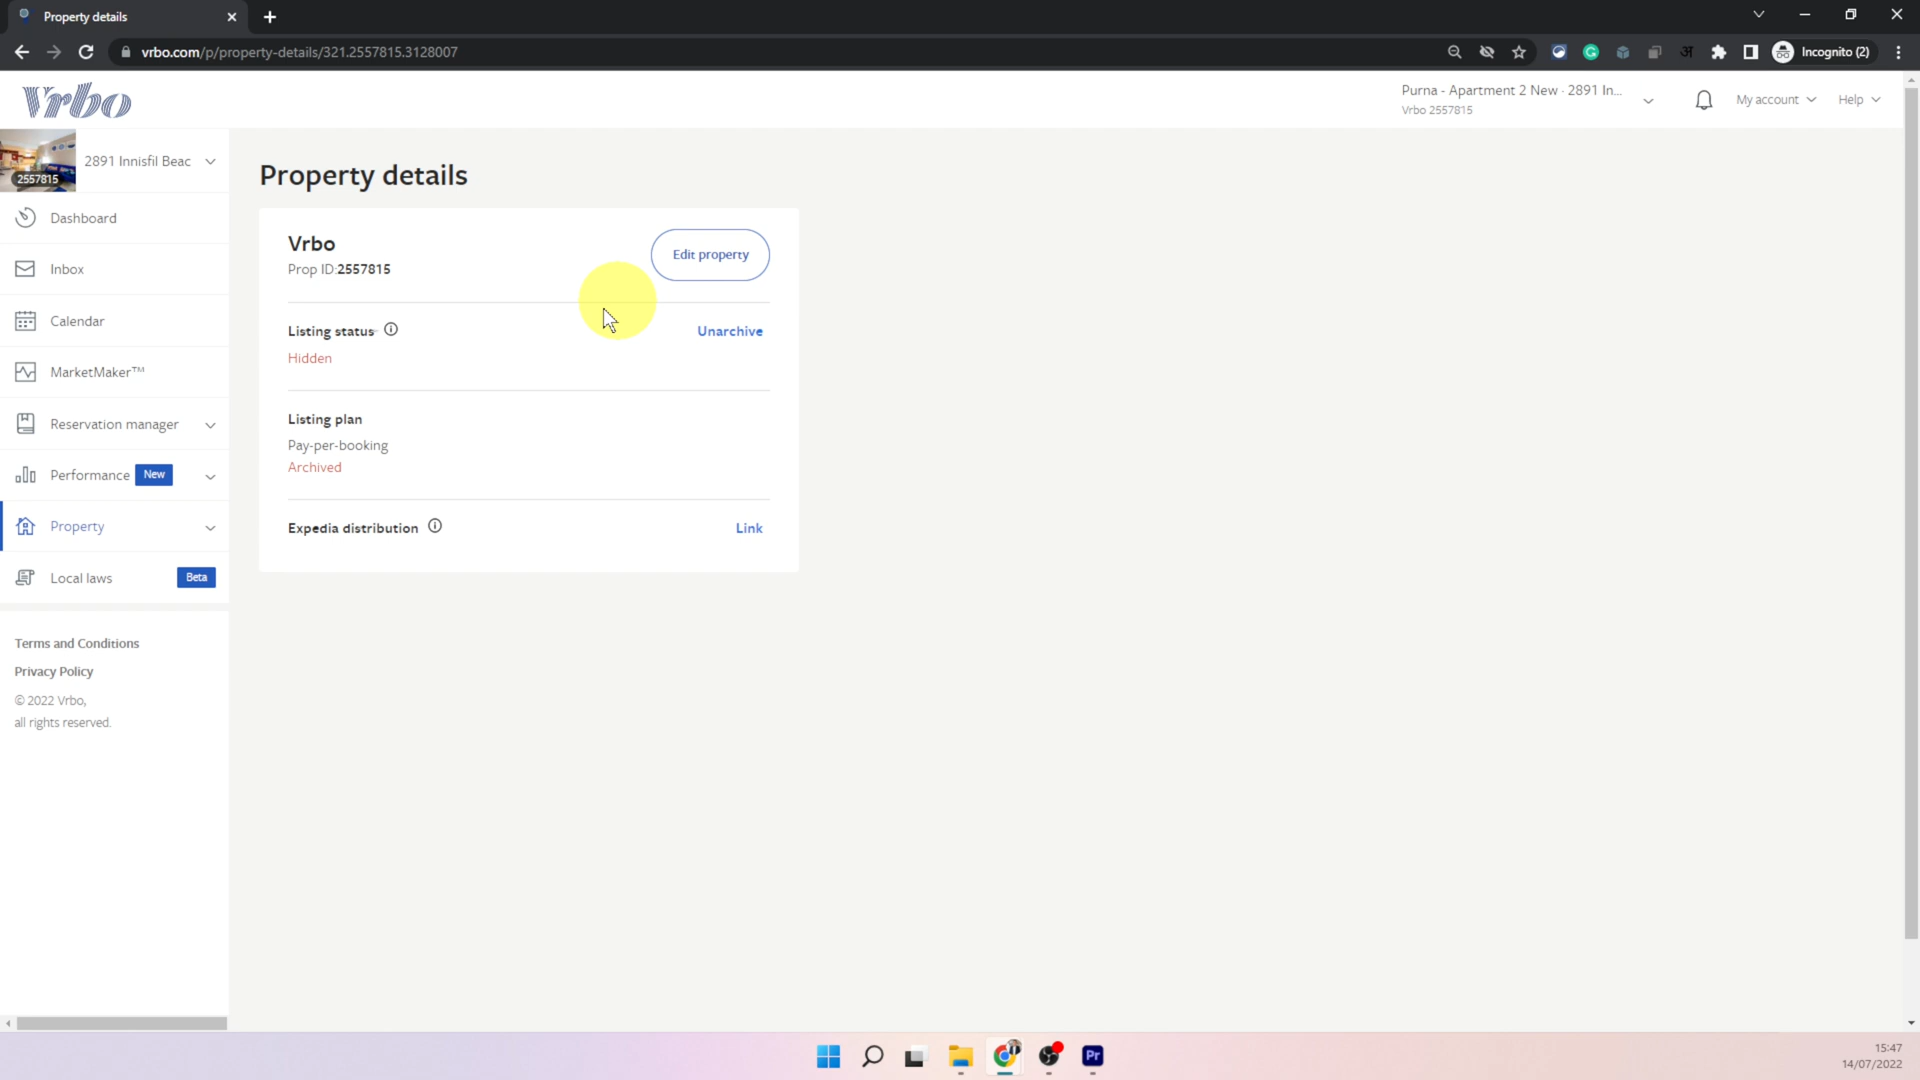 Property details
vrbo.com/p/property-details/321.2557815.3128007
Incognito (2)
Vrbo
Purna - Apartment 2 New · 2891 In...
Vrbo 2557815
My account
Help
2557815
2891 Innisfil Beac
Dashboard
Inbox
Calendar
MarketMaker™
Reservation manager
Performance New
Property
Local laws Beta
Terms and Conditions
Privacy Policy
© 2022 Vrbo,
all rights reserved.
Property details
Vrbo
Prop ID:2557815
Edit property
Listing status
Unarchive
Hidden
Listing plan
Pay-per-booking
Archived
Expedia distribution
Link
Pr
15:47
14/07/2022